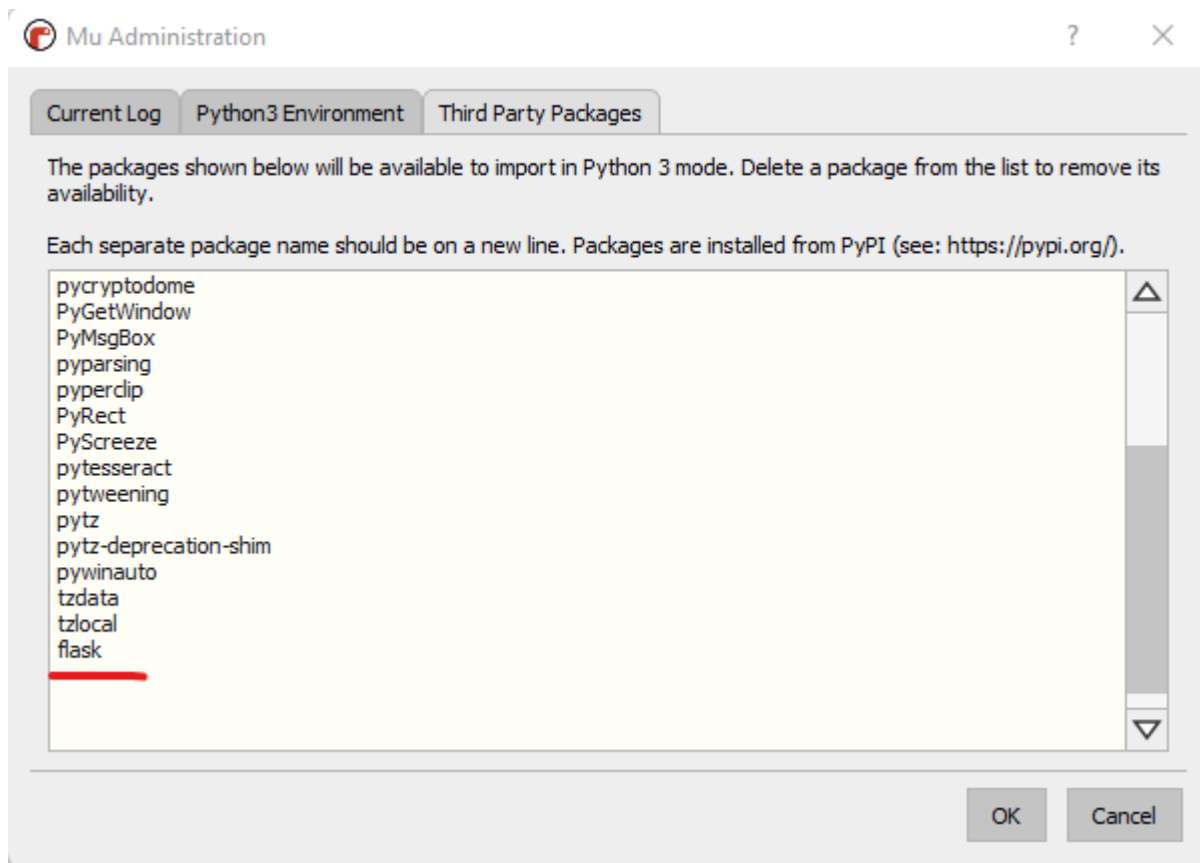 Mu Administration
?
Current Log
Python3 Environment
Third Party Packages
The packages shown below will be available to import in Python 3 mode. Delete a package from the list to remove its
availability.
Each separate package name should be on a new line. Packages are installed from PyPI (see: https://pypi.org/).
pycryptodome
PyGetWindow
PyMsgBox
pyparsing
pyperclip
PyRect
PyScreeze
pytesseract
pytweening
pytz
pytz-deprecation-shim
pywinauto
tzdata
tzlocal
flask
OK
Cancel